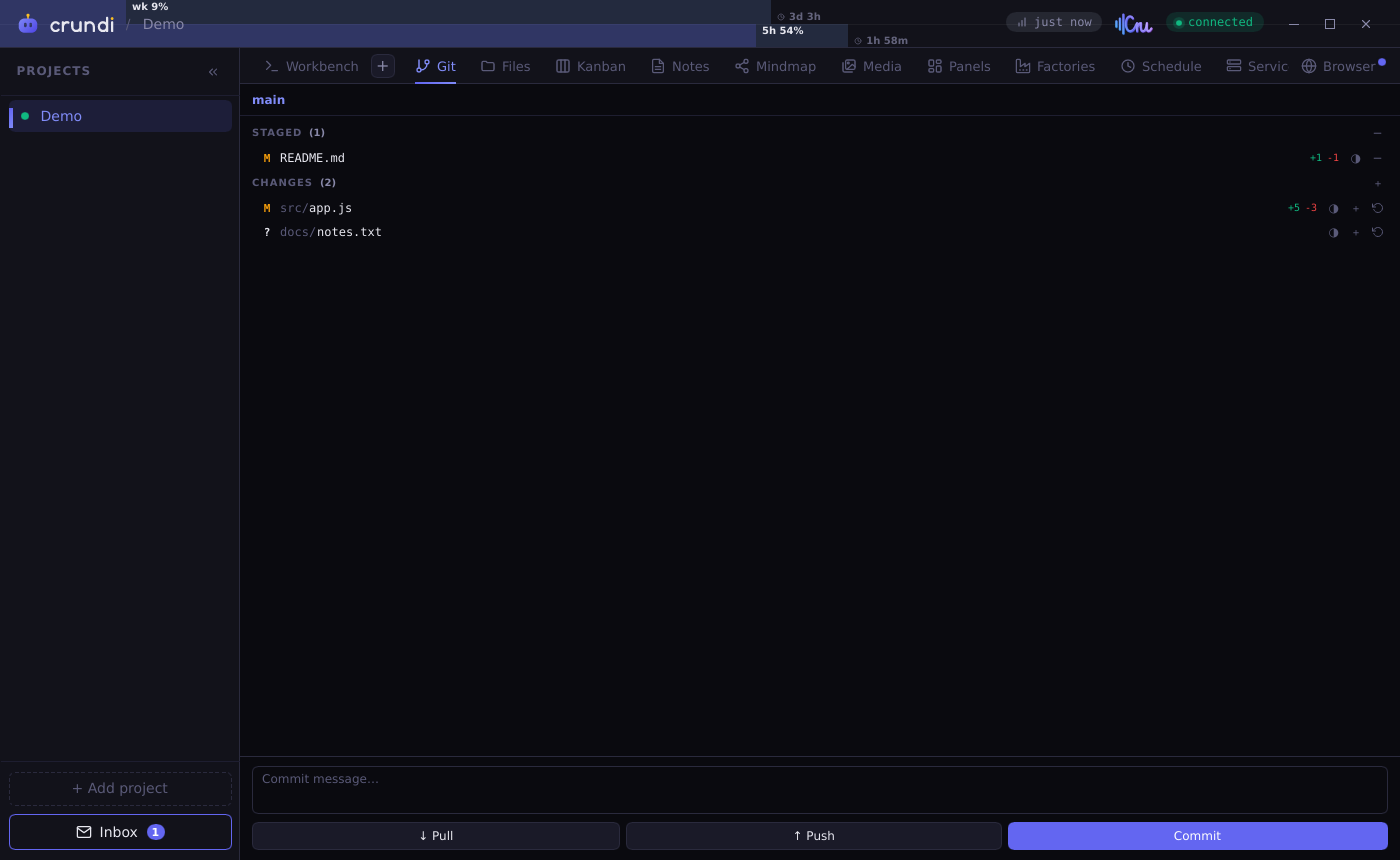 wk 9%
crundi / Demo
3d 3h
5h 54%
1h 58m
just now
Cru
connected
PROJECTS «
Workbench + Git Files Kanban Notes Mindmap Media Panels Factories Schedule Servic Browser
Demo
main
STAGED (1) −
M README.md +1 -1 −
CHANGES (2) +
M src/app.js +5 -3 +
? docs/notes.txt +
Commit message...
+ Add project
Inbox 1
↓ Pull ↑ Push Commit